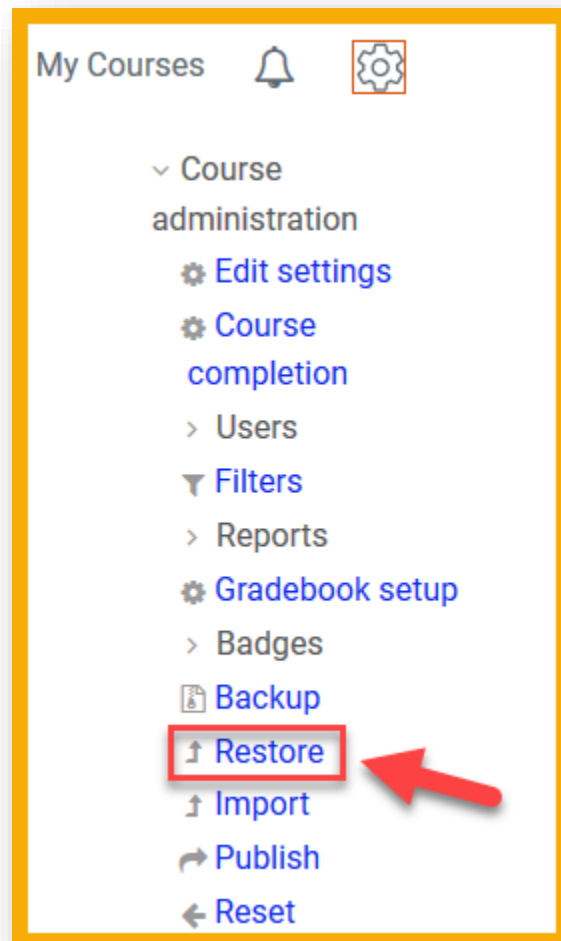 My Courses
Course
administration
Edit settings
Course
completion
Users
Filters
Reports
Gradebook setup
Badges
Backup
Restore
Import
Publish
Reset